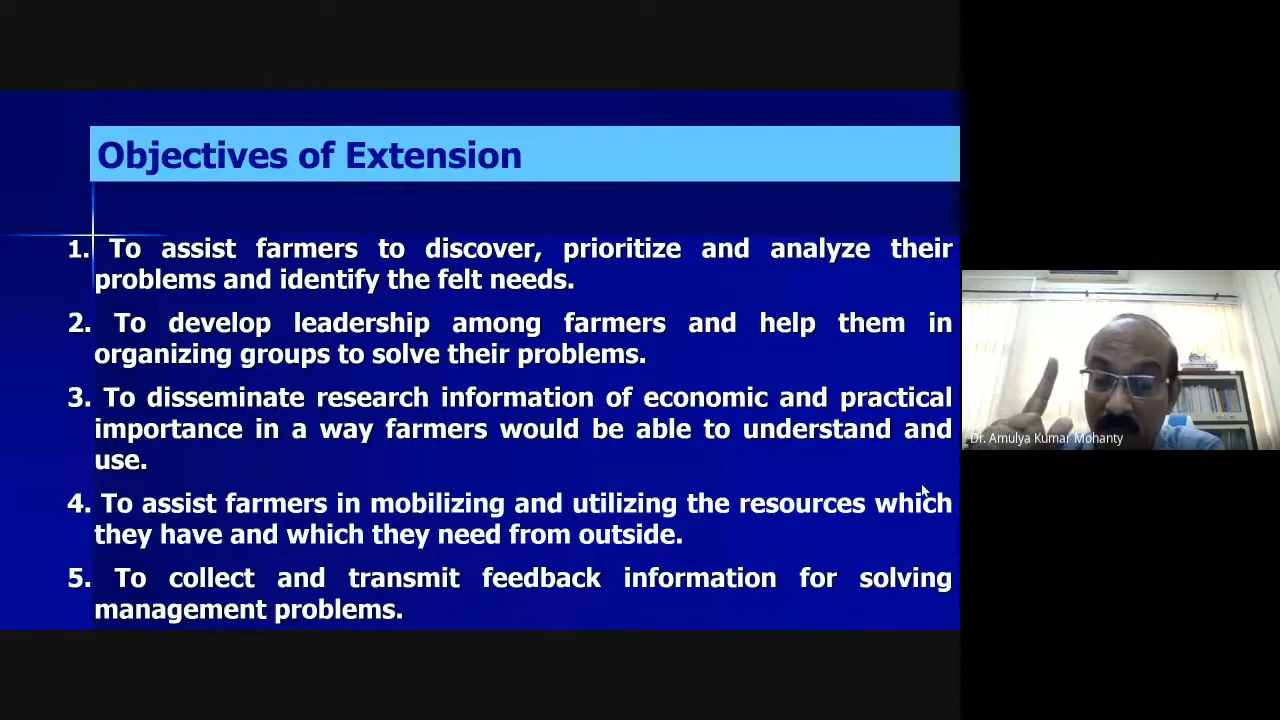 Objectives of Extension
1. To assist farmers to discover, prioritize and analyze their
problems and identify the felt needs.
2. To develop leadership among farmers and help them in
organizing groups to solve their problems.
3. To disseminate research information of economic and practical
importance in a way farmers would be able to understand and
use.
4. To assist farmers in mobilizing and utilizing the resources which
they have and which they need from outside.
5. To collect and transmit feedback information for solving
management problems.
Dr. Amulya Kumar Mohanty